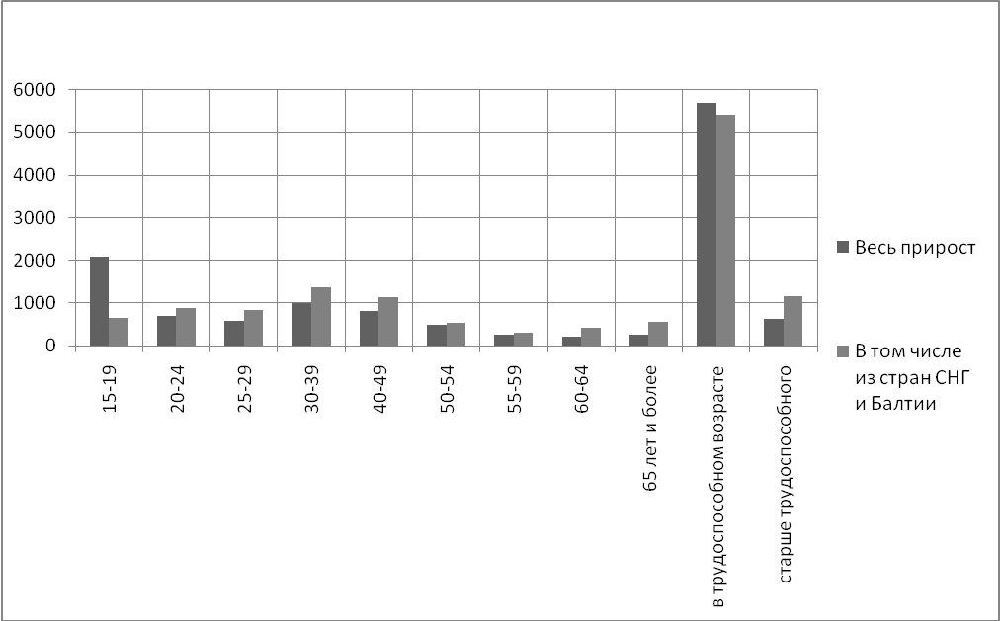 6000
5000
4000
3000
2000
1000
0
15-19
20-24
25-29
30-39
40-49
50-54
55-59
60-64
65 лет и более
в трудоспособном возрасте
старше трудоспособного
Весь прирост
В том числе
из стран СНГ
и Балтии